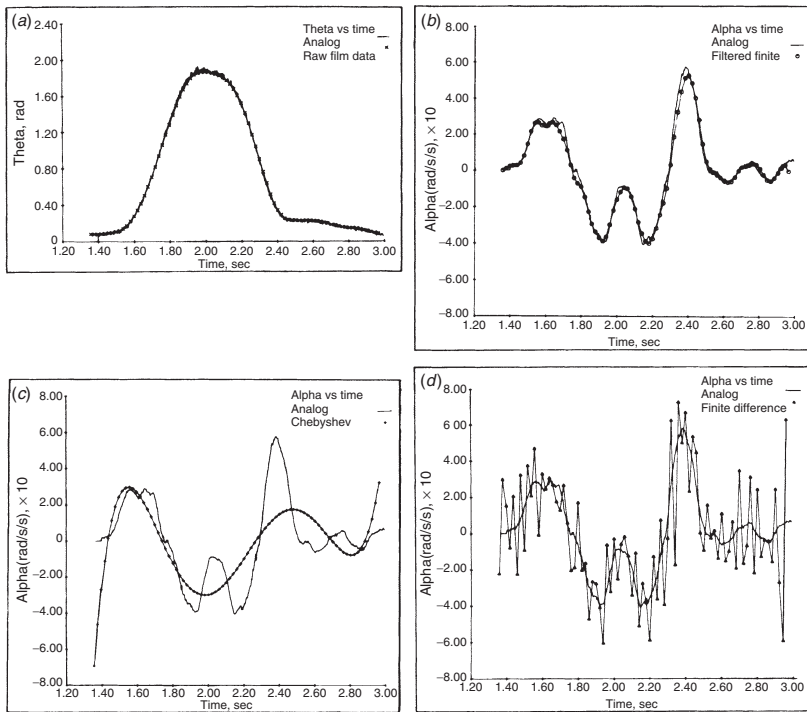 (a)
Theta vs time
Analog
Raw film data
2.40
2.00
1.60
1.20
0.80
0.40
0
Theta, rad
1.20 1.40 1.60 1.80 2.00 2.20 2.40 2.60 2.80 3.00
Time, sec
(b)
Alpha vs time
Analog
Filtered finite
8.00
6.00
4.00
2.00
0
−2.00
−4.00
−6.00
−8.00
Alpha(rad/s/s), × 10
1.20 1.40 1.60 1.80 2.00 2.20 2.40 2.60 2.80 3.00
Time, sec
(c)
Alpha vs time
Analog
Chebyshev
8.00
6.00
4.00
2.00
0
−2.00
−4.00
−6.00
−8.00
Alpha(rad/s/s), × 10
1.20 1.40 1.60 1.80 2.00 2.20 2.40 2.60 2.80 3.00
Time, sec
(d)
Alpha vs time
Analog
Finite difference
8.00
6.00
4.00
2.00
0
−2.00
−4.00
−6.00
−8.00
Alpha(rad/s/s), × 10
1.20 1.40 1.60 1.80 2.00 2.20 2.40 2.60 2.80 3.00
Time, sec